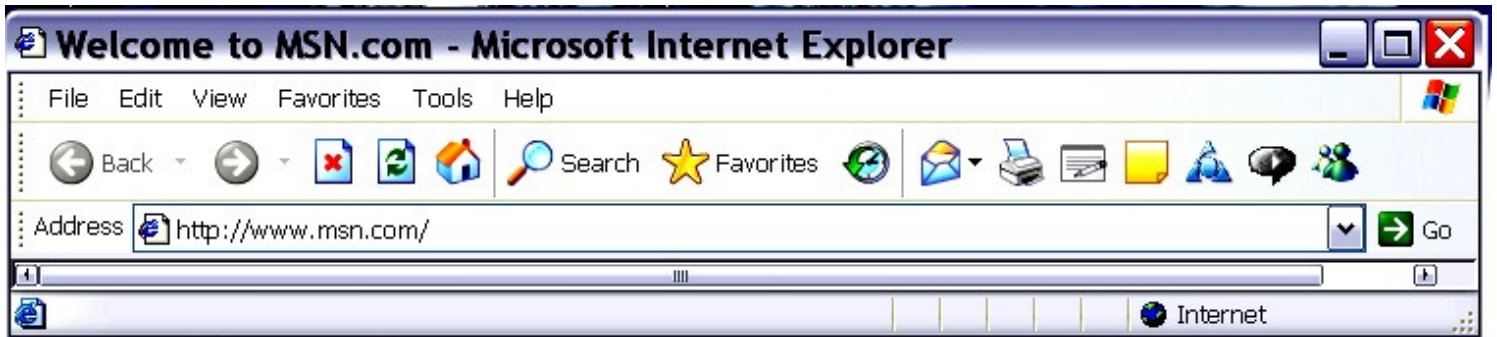 Welcome to MSN.com - Microsoft Internet Explorer
File Edit View Favorites Tools Help
Back Search Favorites
Address http://www.msn.com/ Go
Internet